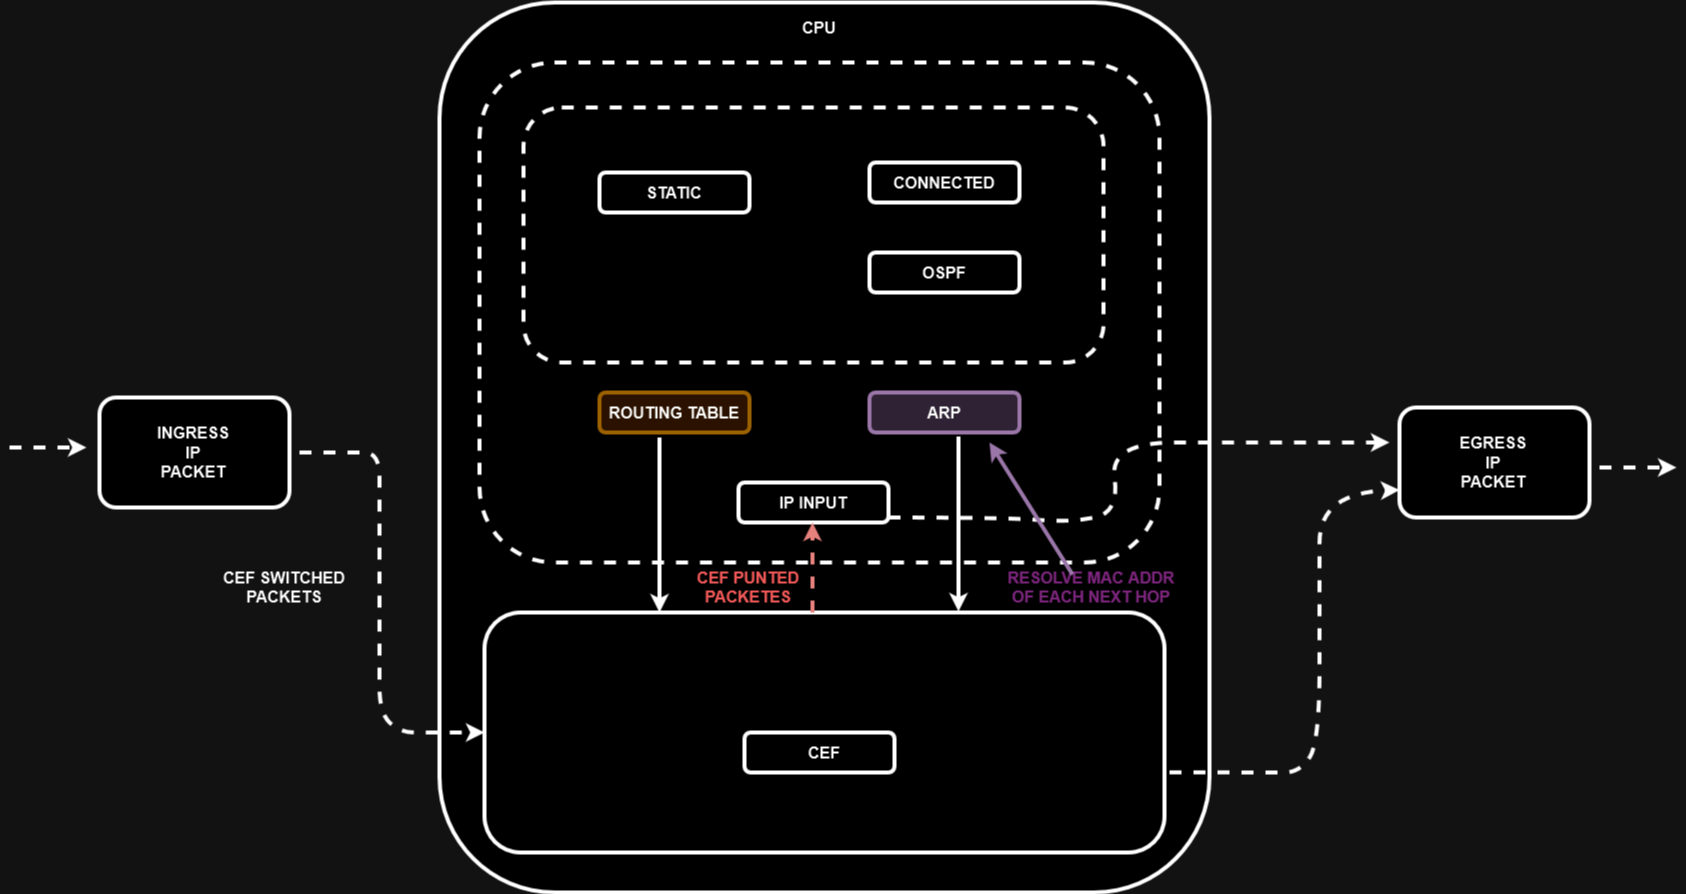 CPU
STATIC
CONNECTED
OSPF
ROUTING TABLE
ARP
INGRESS
IP
PACKET
EGRESS
IP
PACKET
IP INPUT
CEF SWITCHED
PACKETS
CEF PUNTED
PACKETES
RESOLVE MAC ADDR
OF EACH NEXT HOP
CEF